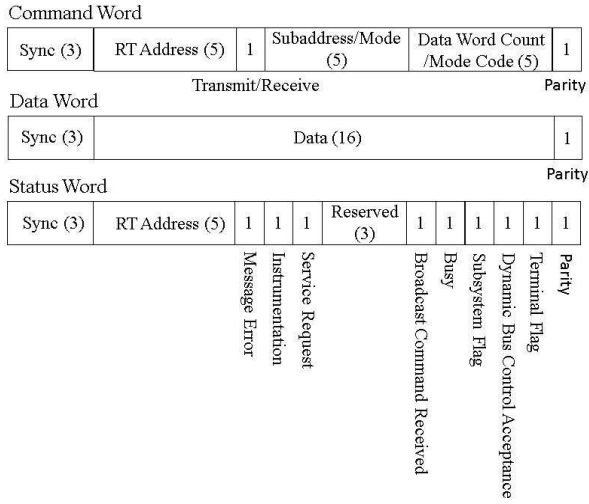 Command Word
Sync (3) RT Address (5) 1 Subaddress/Mode (5) Data Word Count /Mode Code (5) 1
Transmit/Receive Parity
Data Word
Sync (3) Data (16) 1
Parity
Status Word
Sync (3) RT Address (5) 1 1 1 Reserved (3) 1 1 1 1 1 1
Message Error
Instrumentation
Service Request
Broadcast Command Received
Busy
Subsystem Flag
Dynamic Bus Control Acceptance
Terminal Flag
Parity